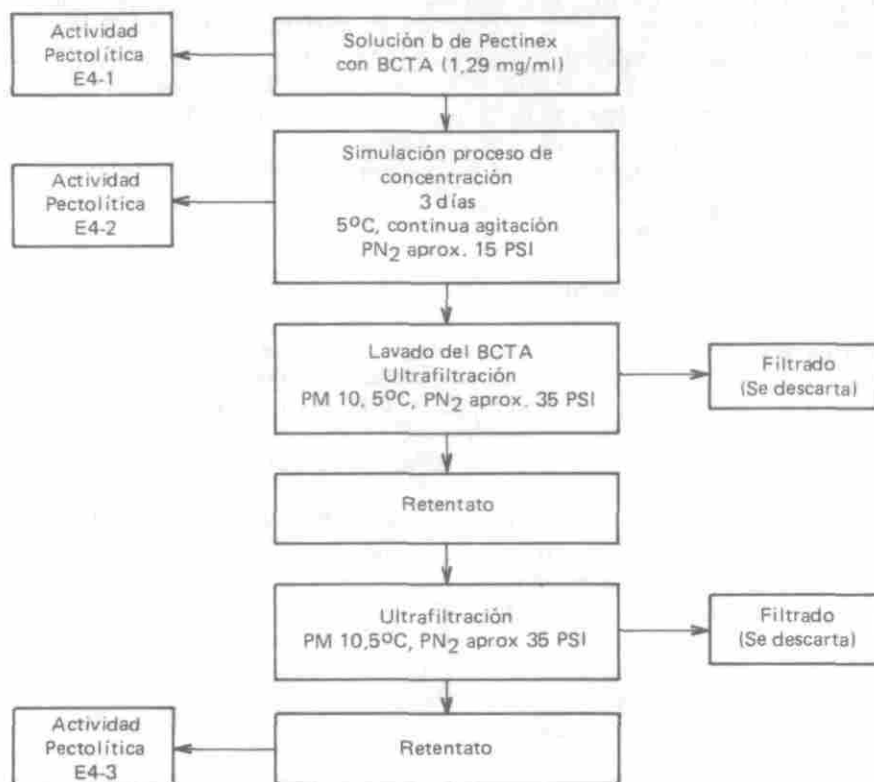 Actividad
Pectolítica
E4-1
Solución b de Pectinex
con BCTA (1,29 mg/ml)
Simulación proceso de
concentración
3 días
5ºC, continua agitación
PN2 aprox. 15 PSI
Actividad
Pectolítica
E4-2
Lavado del BCTA
Ultrafiltración
PM 10, 5ºC, PN2 aprox. 35 PSI
Filtrado
(Se descarta)
Retentato
Ultrafiltración
PM 10,5ºC, PN2 aprox 35 PSI
Filtrado
(Se descarta)
Actividad
Pectolítica
E4-3
Retentato